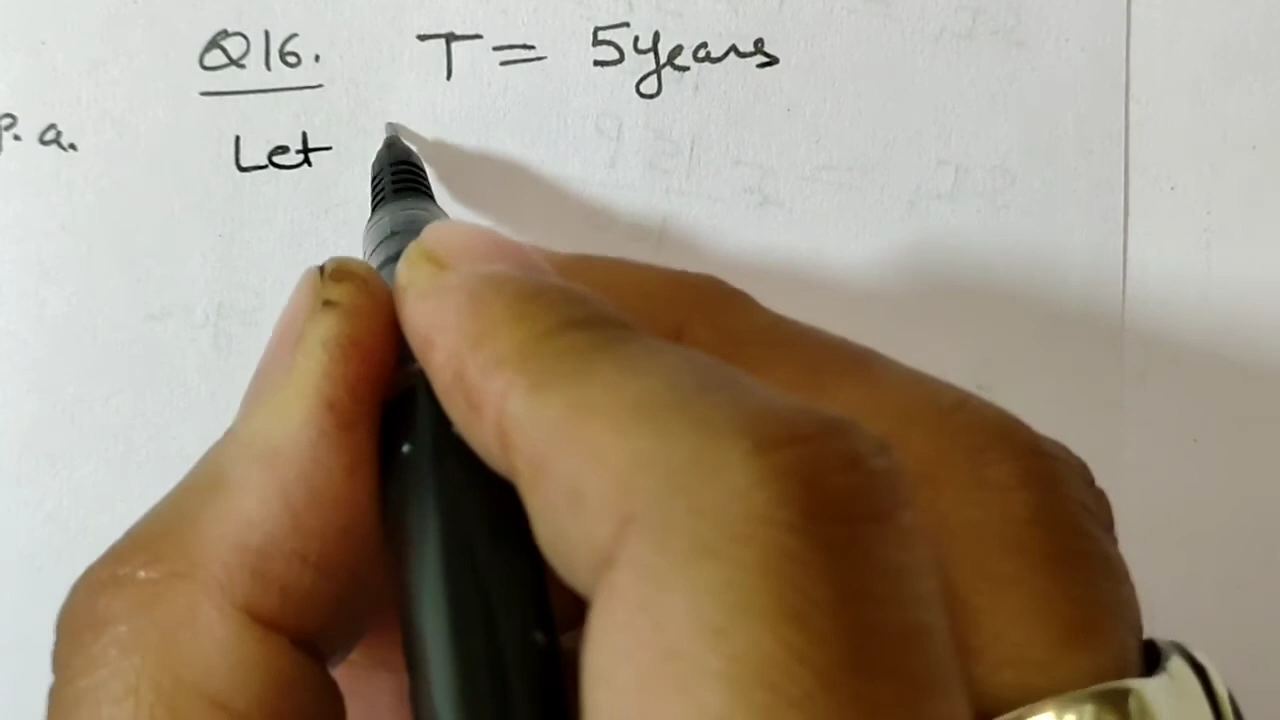 Q16. T = 5years
P. a.
Let